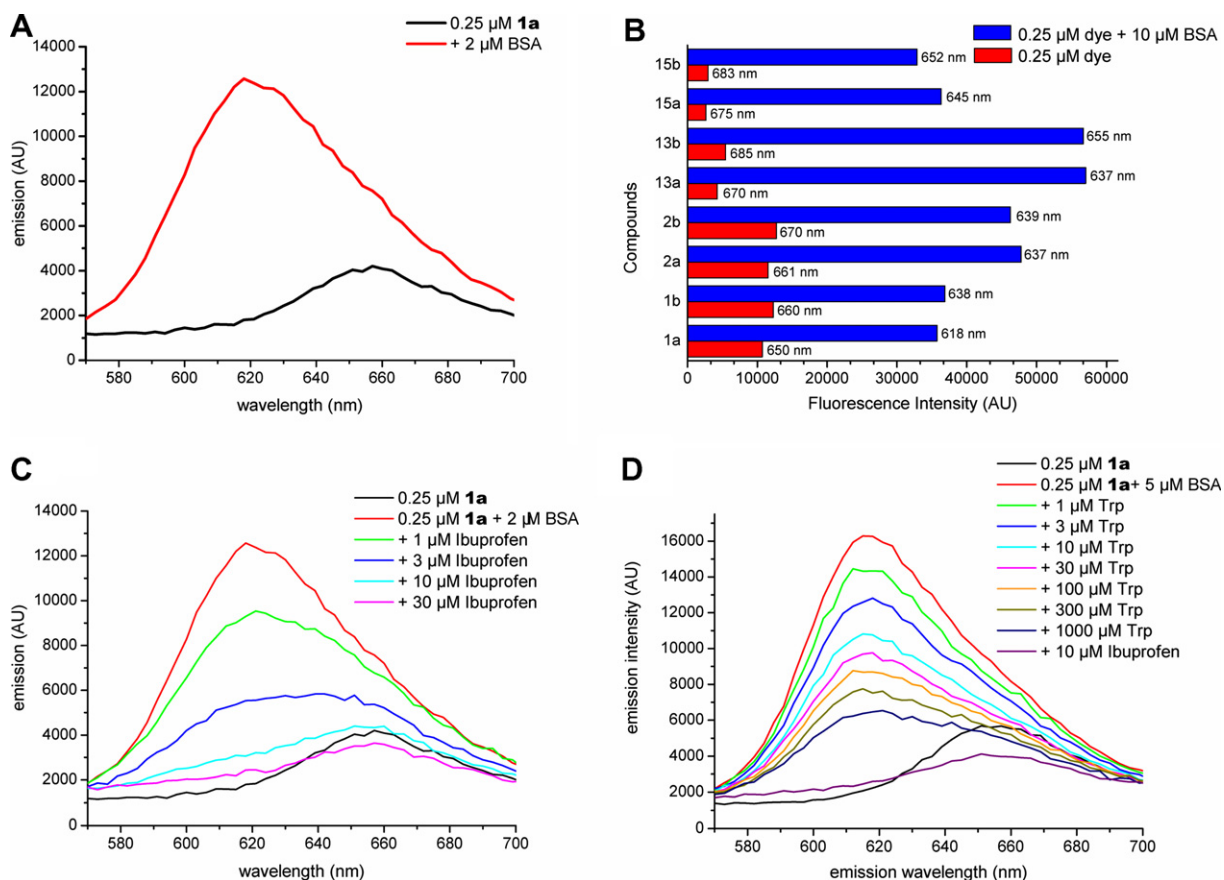 A
0.25 µM 1a
+ 2 µM BSA
14000
12000
10000
8000
6000
4000
2000
0
emission (AU)
580 600 620 640 660 680 700
wavelength (nm)
B
0.25 µM dye + 10 µM BSA
0.25 µM dye
Compounds
15b
652 nm
683 nm
15a
645 nm
675 nm
13b
655 nm
685 nm
13a
637 nm
670 nm
2b
639 nm
670 nm
2a
637 nm
661 nm
1b
638 nm
660 nm
1a
618 nm
650 nm
0 10000 20000 30000 40000 50000 60000
Fluorescence Intensity (AU)
C
0.25 µM 1a
0.25 µM 1a + 2 µM BSA
+ 1 µM Ibuprofen
+ 3 µM Ibuprofen
+ 10 µM Ibuprofen
+ 30 µM Ibuprofen
14000
12000
10000
8000
6000
4000
2000
0
emission (AU)
580 600 620 640 660 680 700
wavelength (nm)
D
0.25 µM 1a
0.25 µM 1a+ 5 µM BSA
+ 1 µM Trp
+ 3 µM Trp
+ 10 µM Trp
+ 30 µM Trp
+ 100 µM Trp
+ 300 µM Trp
+ 1000 µM Trp
+ 10 µM Ibuprofen
16000
14000
12000
10000
8000
6000
4000
2000
0
emission intensity (AU)
580 600 620 640 660 680 700
emission wavelength (nm)